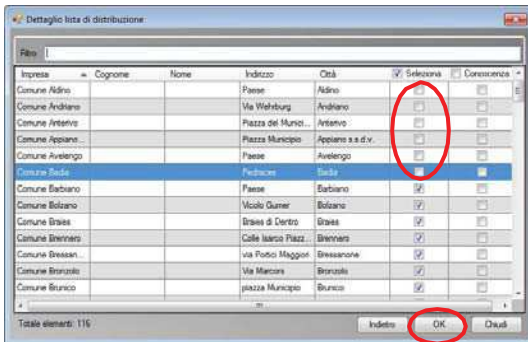 Dettaglio lista di distribuzione
Filtro
Impresa Cognome Nome Indirizzo Città Seleziona Conoscenza
Comune Aldino Paese Aldino
Comune Andriano Via Wehrburg Andriano
Comune Anterivo Piazza del Munici... Anterivo
Comune Appiano... Piazza Municipio Appiano s.s.d.v.
Comune Avelengo Paese Avelengo
Comune Badia Pedraces Badia
Comune Barbiano Paese Barbiano
Comune Bolzano Vicolo Gumer Bolzano
Comune Braies Braies di Dentro Braies
Comune Brennero Colle Isarco Piazz... Brennero
Comune Bressan... via Portici Maggiori Bressanone
Comune Bronzolo Via Marconi Bronzolo
Comune Brunico piazza Municipio Brunico
Totale elementi: 116 Indietro OK Chiudi